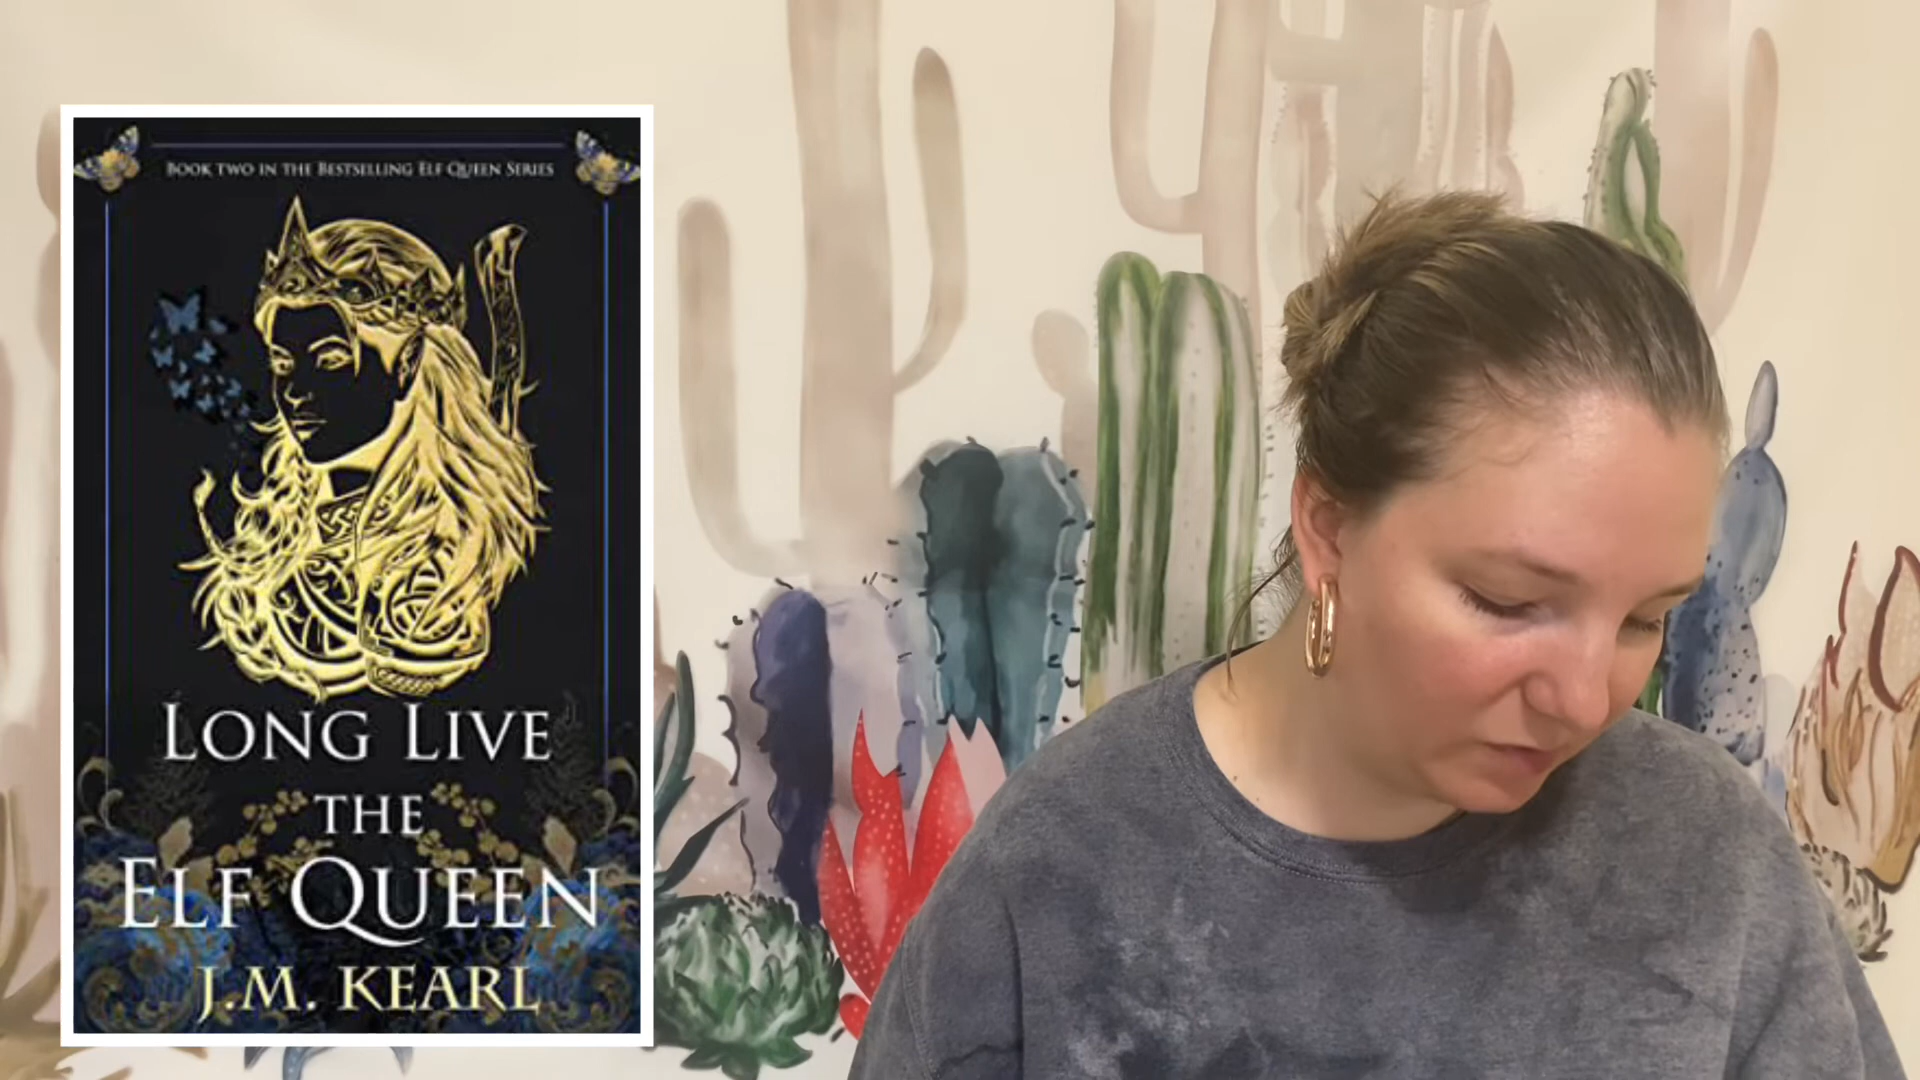 BOOK TWO IN THE BESTSELLING ELF QUEEN SERIES
LONG LIVE
THE
ELF QUEEN
J.M. KEARL